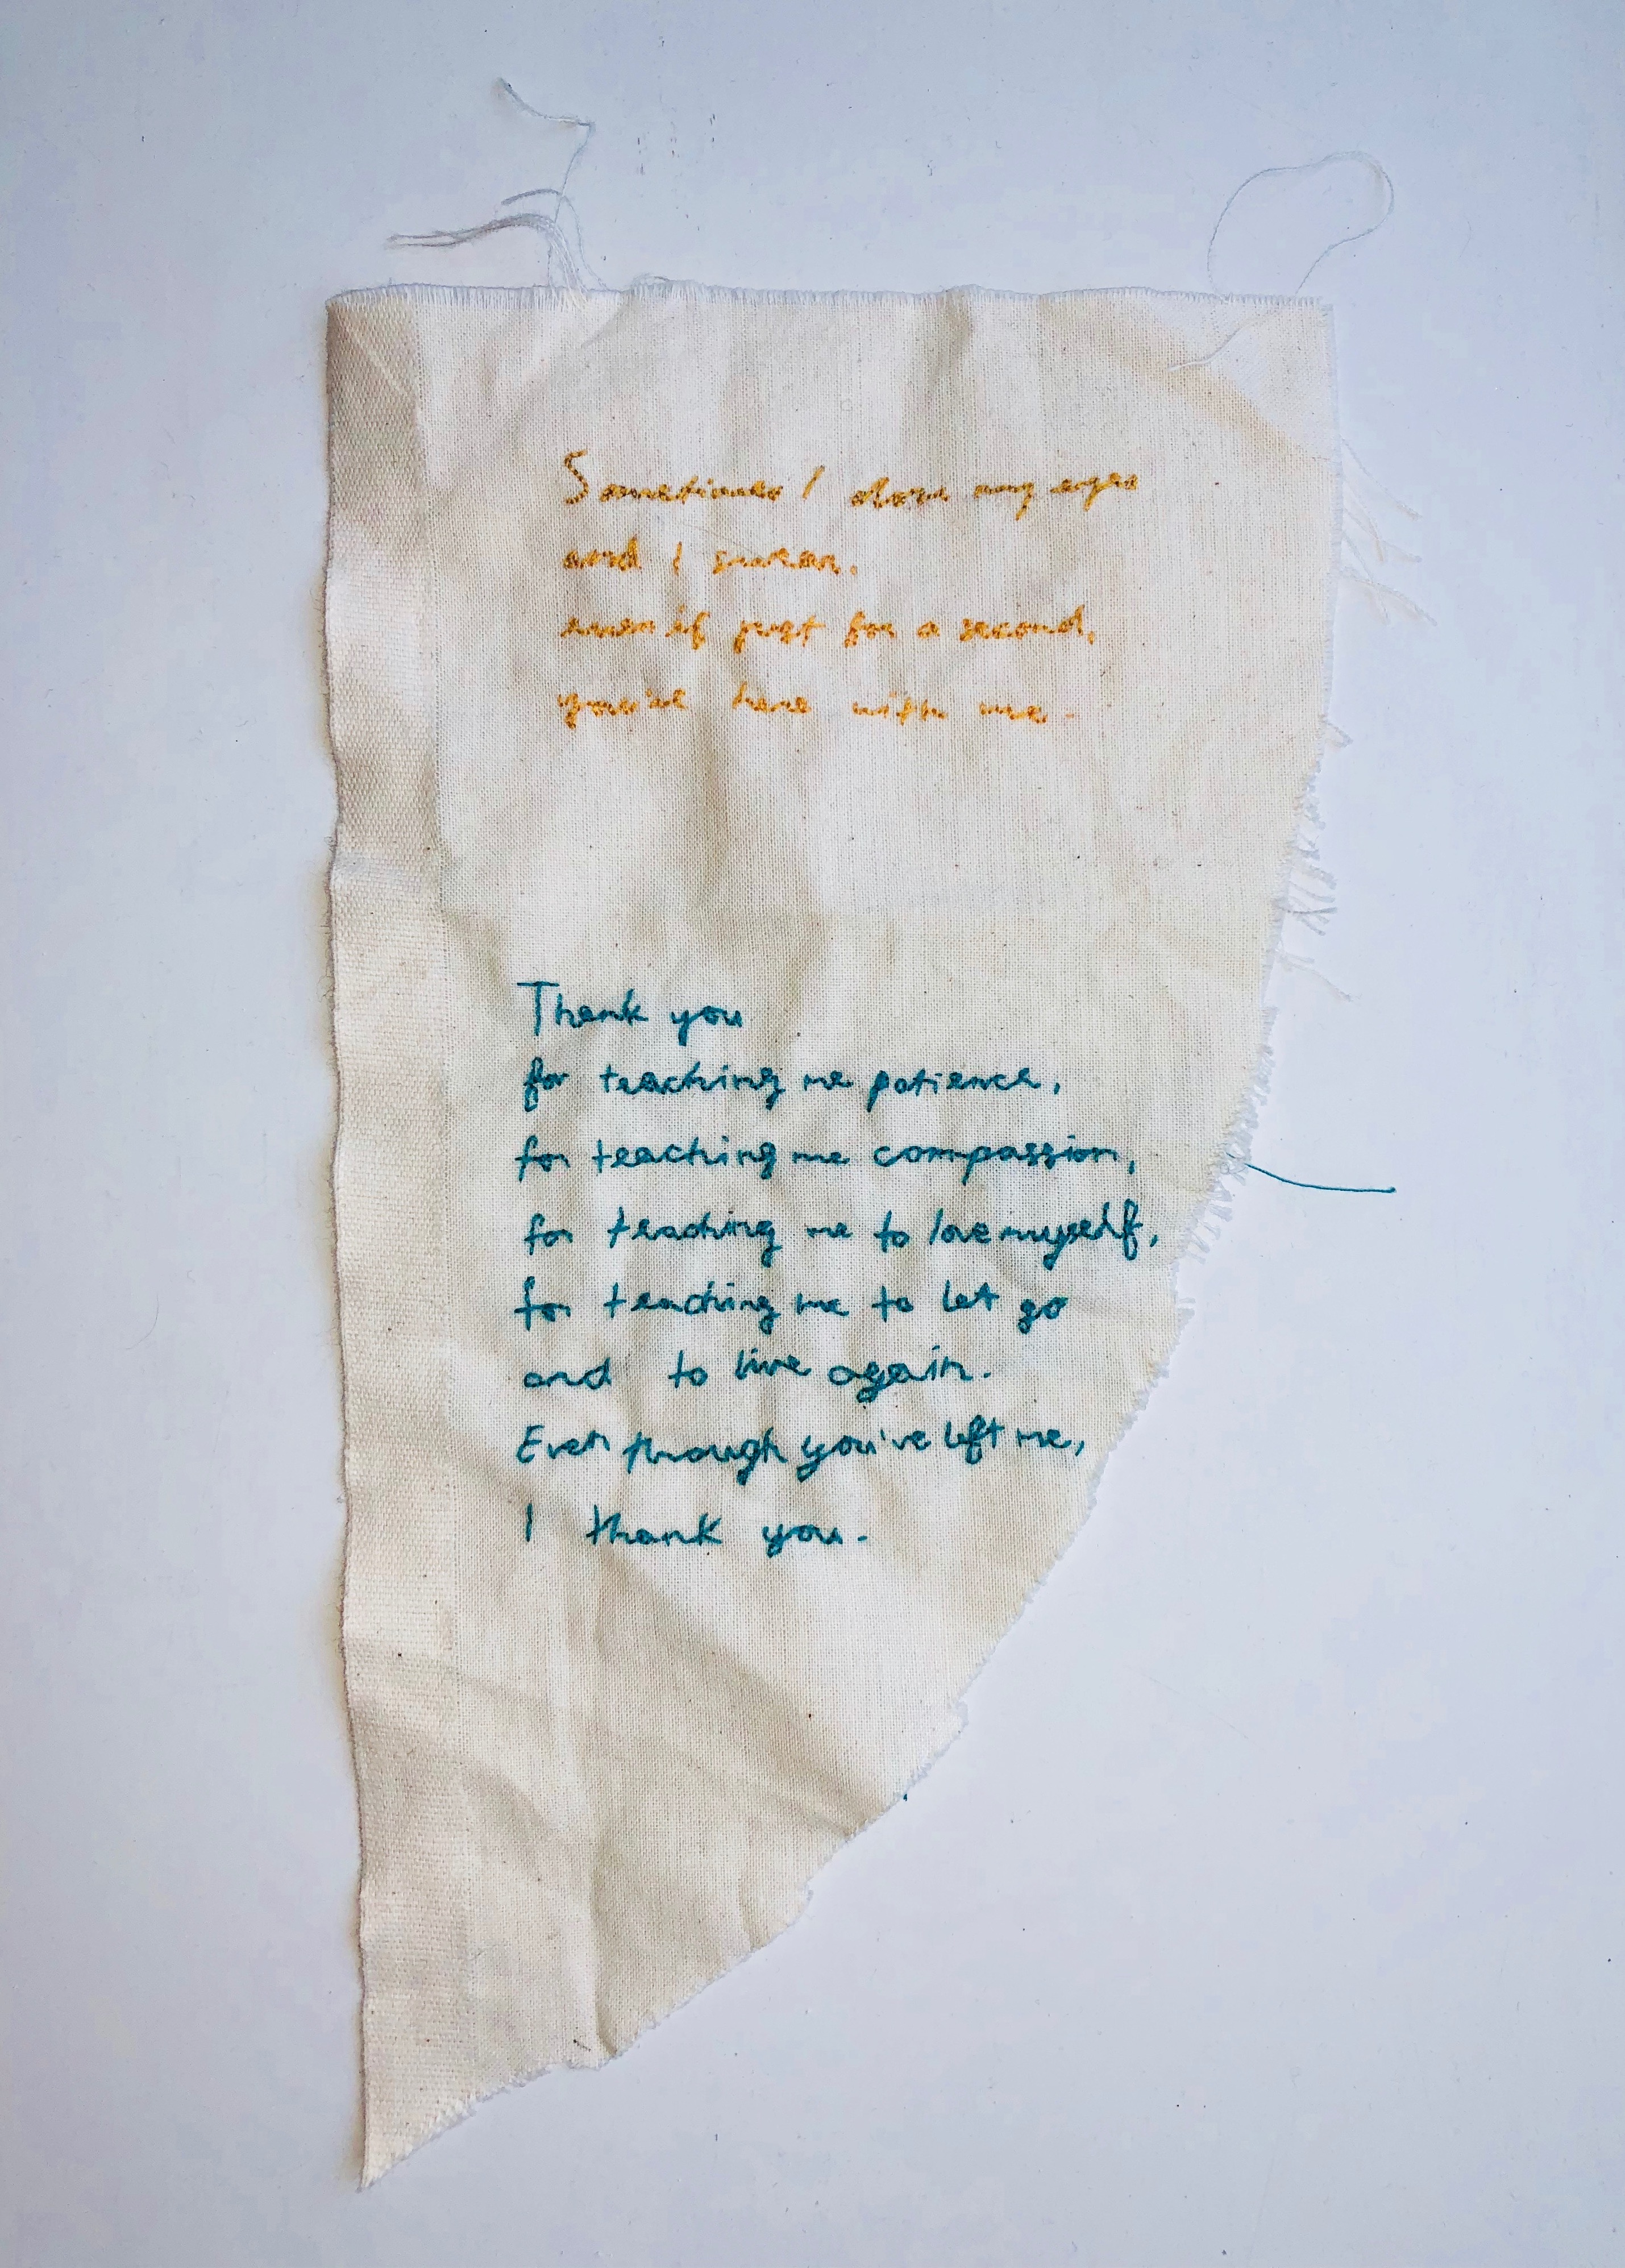 Sometimes I close my eyes
and I swear,
even if just for a second,
you're here with me.
Thank you
for teaching me patience,
for teaching me compassion,
for teaching me to love myself,
for teaching me to let go
and to live again.
Even though you've left me,
I thank you.